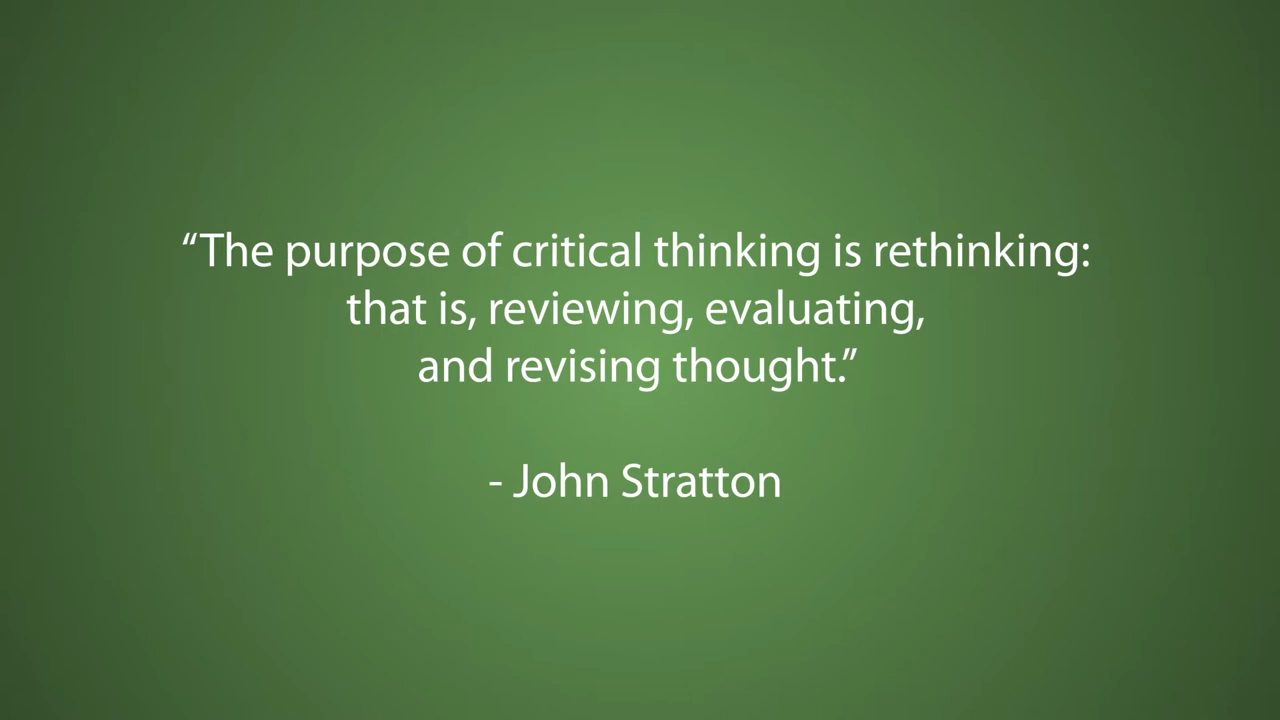 “The purpose of critical thinking is rethinking:
that is, reviewing, evaluating,
and revising thought.”
- John Stratton